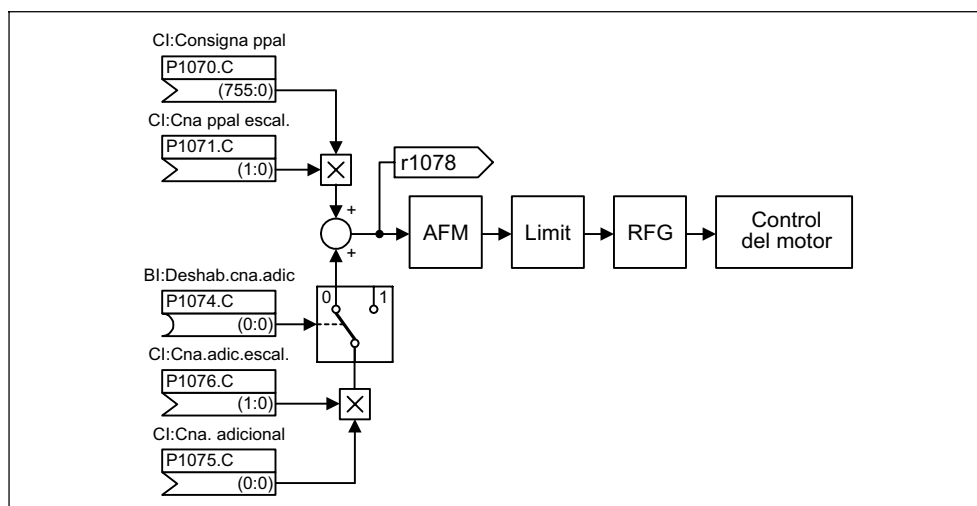 CI:Consigna ppal
P1070.C
(755:0)
CI:Cna ppal escal.
P1071.C
(1:0)
r1078
+
+
AFM
Limit
RFG
Control
del motor
BI:Deshab.cna.adic
P1074.C
(0:0)
0
1
CI:Cna.adic.escal.
P1076.C
(1:0)
CI:Cna. adicional
P1075.C
(0:0)